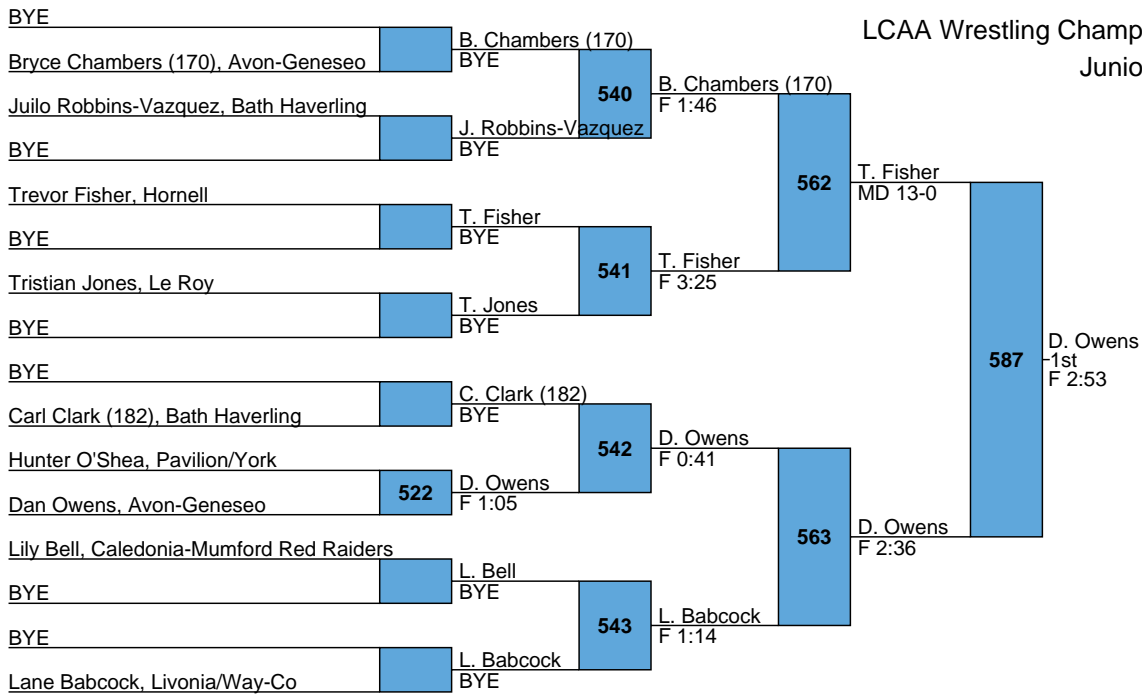 LCAA Wrestling Champ
Junio
BYE
Bryce Chambers (170), Avon-Geneseo
Juilo Robbins-Vazquez, Bath Haverling
BYE
Trevor Fisher, Hornell
BYE
Tristian Jones, Le Roy
BYE
BYE
Carl Clark (182), Bath Haverling
Hunter O'Shea, Pavilion/York
Dan Owens, Avon-Geneseo
Lily Bell, Caledonia-Mumford Red Raiders
BYE
BYE
Lane Babcock, Livonia/Way-Co
522
B. Chambers (170)
BYE
J. Robbins-Vazquez
BYE
T. Fisher
BYE
T. Jones
BYE
C. Clark (182)
BYE
D. Owens
F 1:05
L. Bell
BYE
L. Babcock
BYE
540
541
542
543
B. Chambers (170)
F 1:46
T. Fisher
F 3:25
D. Owens
F 0:41
L. Babcock
F 1:14
562
563
T. Fisher
MD 13-0
D. Owens
F 2:36
587
D. Owens
1st
F 2:53